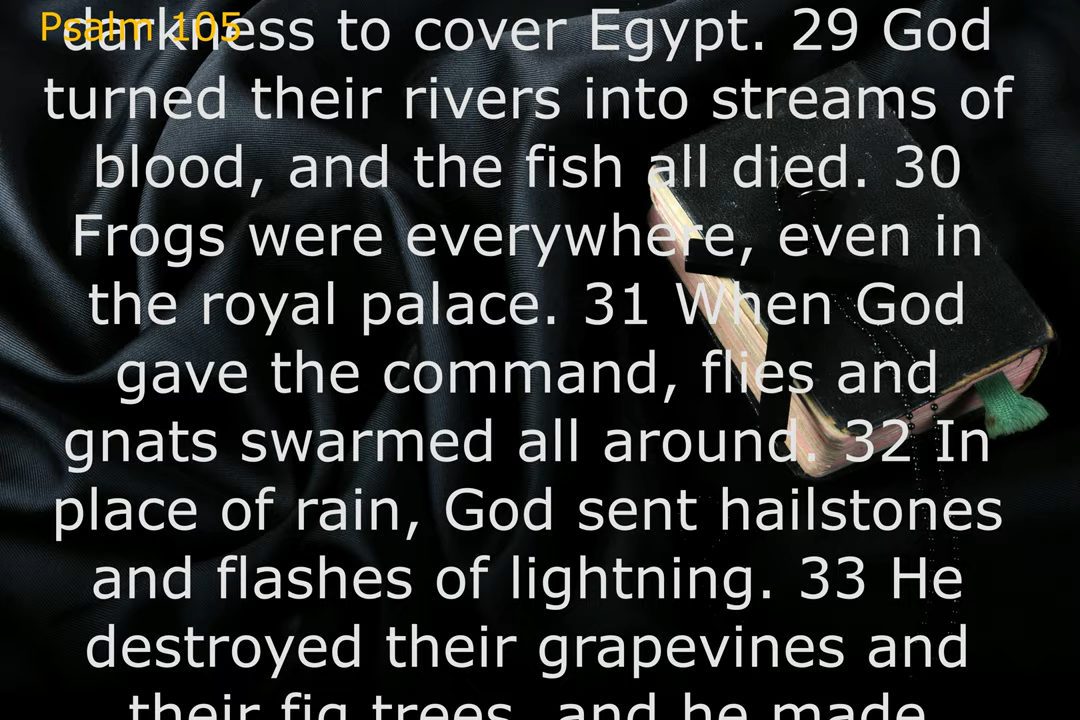 Psalm 105
darkness to cover Egypt. 29 God
turned their rivers into streams of
blood, and the fish all died. 30
Frogs were everywhere, even in
the royal palace. 31 When God
gave the command, flies and
gnats swarmed all around. 32 In
place of rain, God sent hailstones
and flashes of lightning. 33 He
destroyed their grapevines and
their fig trees, and he made